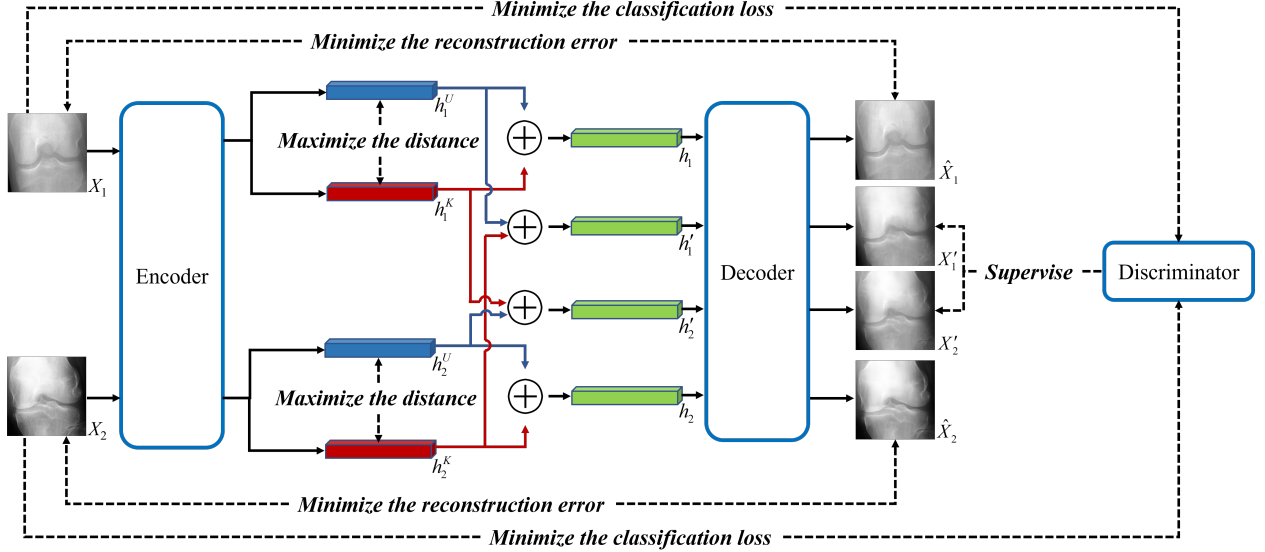 Minimize the classification loss
Minimize the reconstruction error
h₁ᵁ
Maximize the distance
X₁
h₁ᴷ
h₁
X̂₁
Encoder
h₁′
Decoder
X₁′
Supervise
Discriminator
h₂′
X₂′
h₂ᵁ
Maximize the distance
X₂
h₂
X̂₂
h₂ᴷ
Minimize the reconstruction error
Minimize the classification loss